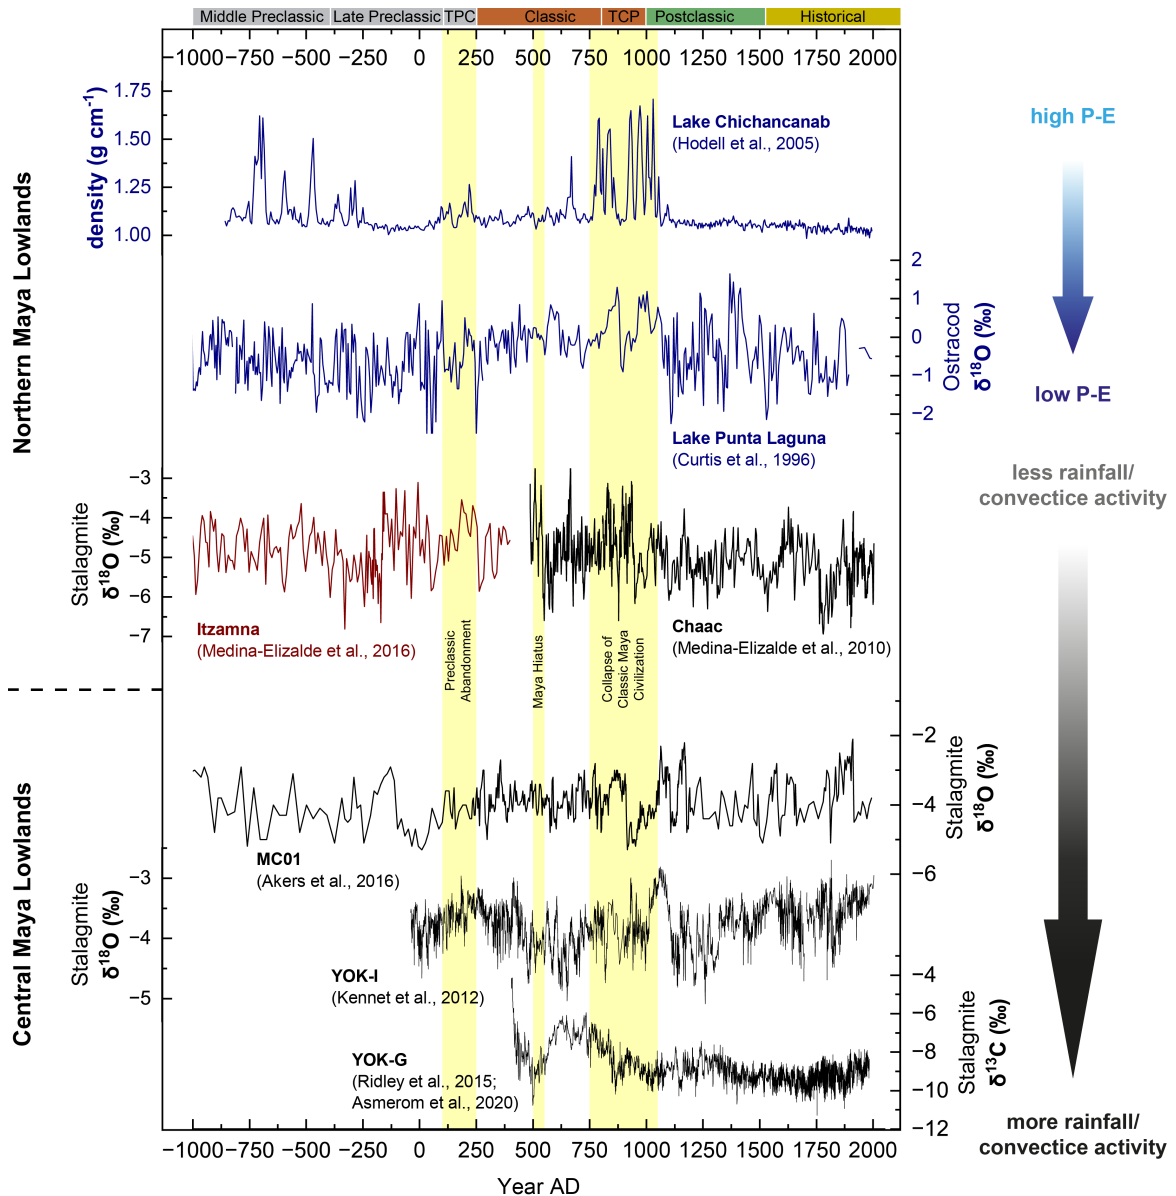 Middle Preclassic Late Preclassic TPC Classic TCP Postclassic Historical
−1000 −750 −500 −250 0 250 500 750 1000 1250 1500 1750 2000
Northern Maya Lowlands
density (g cm⁻¹)
1.75
1.50
1.25
1.00
Lake Chichancanab
(Hodell et al., 2005)
high P-E
low P-E
2
1
0
−1
−2
Ostracod
δ¹⁸O (‰)
Lake Punta Laguna
(Curtis et al., 1996)
less rainfall/
convectice activity
Stalagmite
δ¹⁸O (‰)
−3
−4
−5
−6
−7
Itzamna
(Medina-Elizalde et al., 2016)
Chaac
(Medina-Elizalde et al., 2010)
Preclassic
Abandonment
Maya Hiatus
Collapse of
Classic Maya
Civilization
Central Maya Lowlands
−2
−4
−6
Stalagmite
δ¹⁸O (‰)
MC01
(Akers et al., 2016)
Stalagmite
δ¹⁸O (‰)
−3
−4
−5
YOK-I
(Kennet et al., 2012)
−4
−6
−8
−10
−12
Stalagmite
δ¹³C (‰)
YOK-G
(Ridley et al., 2015;
Asmerom et al., 2020)
more rainfall/
convectice activity
−1000 −750 −500 −250 0 250 500 750 1000 1250 1500 1750 2000
Year AD